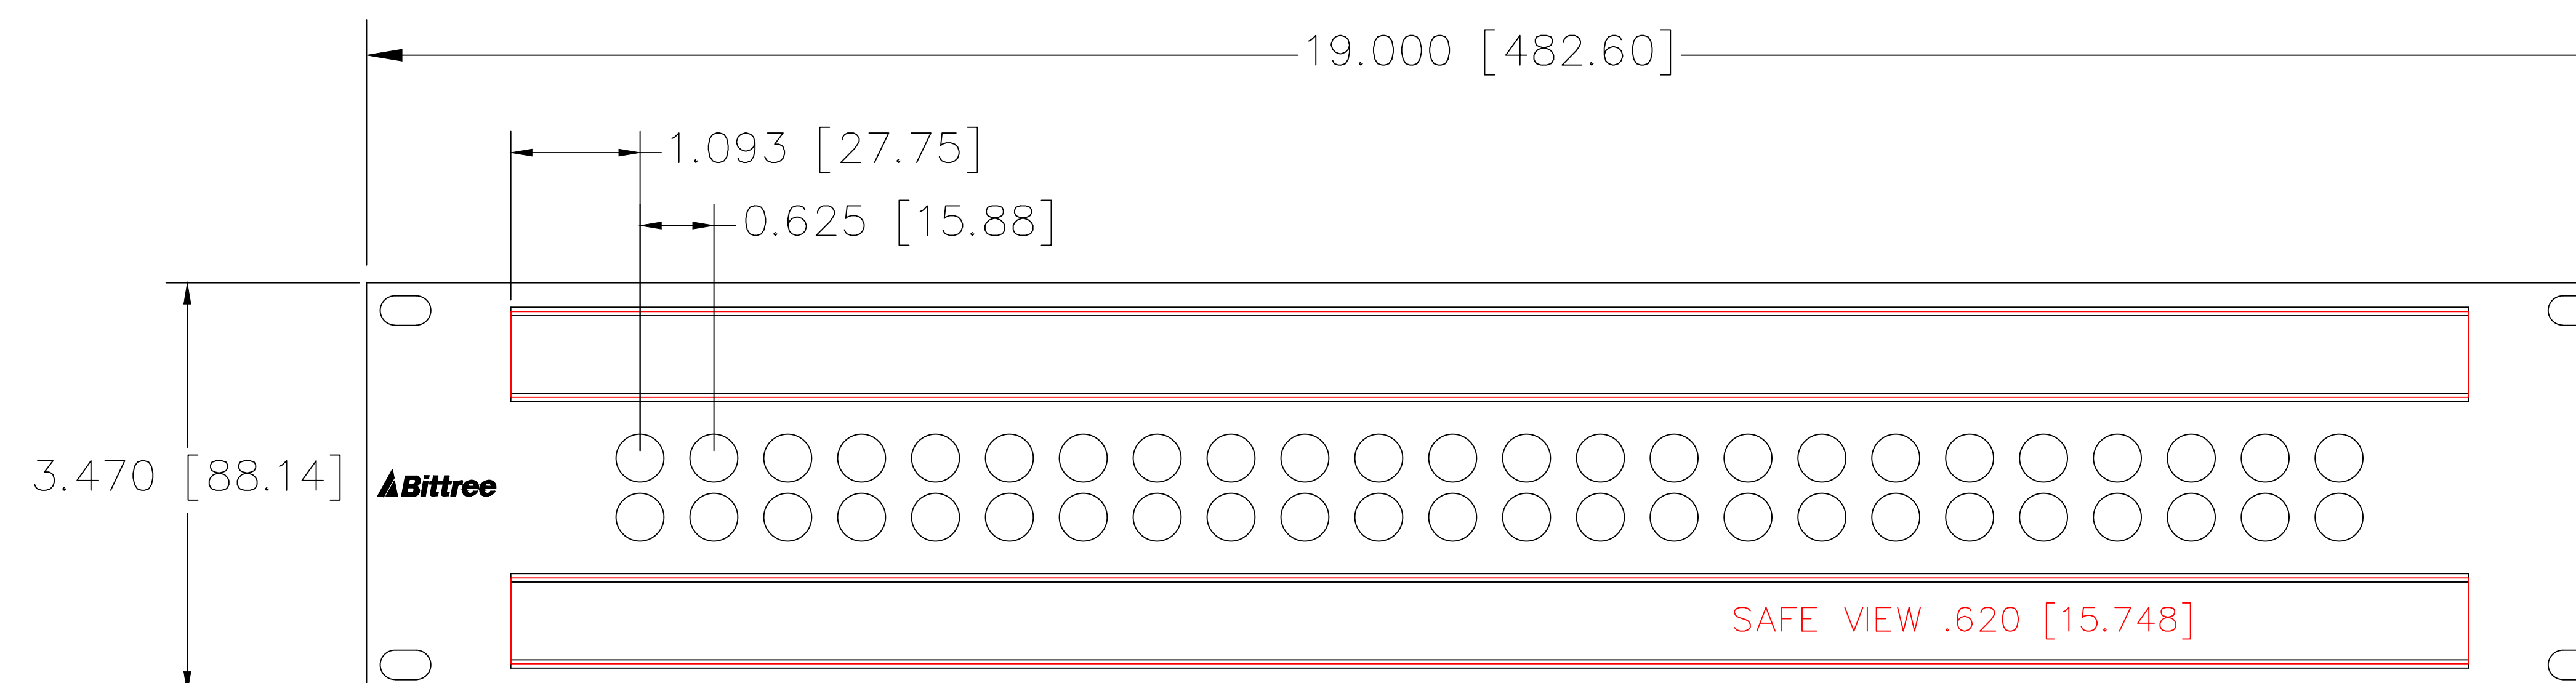 19.000 [482.60]
1.093 [27.75]
0.625 [15.88]
3.470 [88.14]
Bittree
SAFE VIEW .620 [15.748]